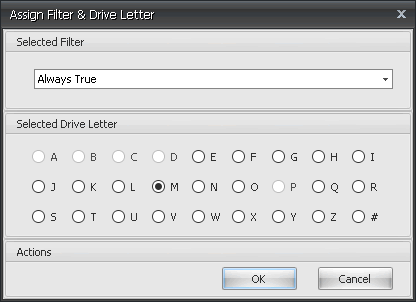 Assign Filter & Drive Letter X
Selected Filter
Always True
Selected Drive Letter
A B C D E F G H I
J K L M N O P Q R
S T U V W X Y Z #
Actions
OK Cancel